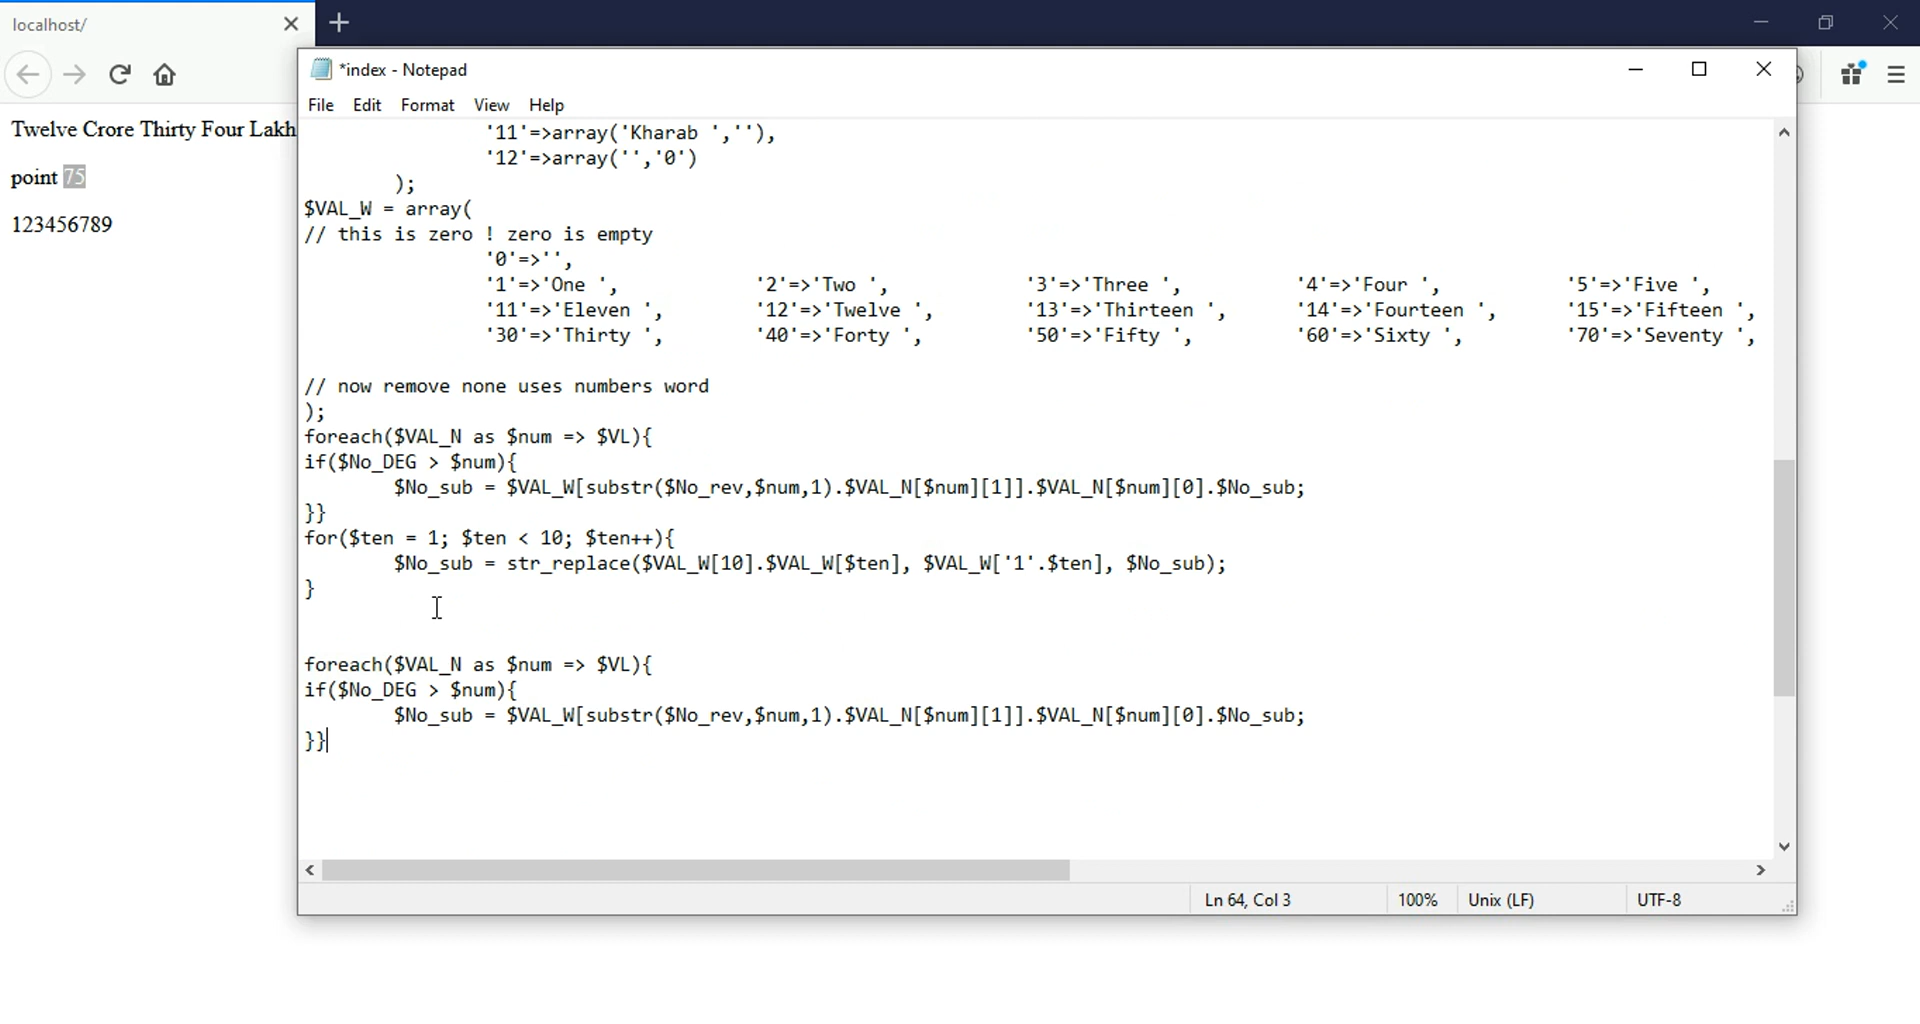 localhost/
*index - Notepad
File Edit Format View Help
Twelve Crore Thirty Four Lakh
point 75
123456789
'11'=>array('Kharab ',''),
'12'=>array('','0')
);
$VAL_W = array(
// this is zero ! zero is empty
'0'=>'',
'1'=>'One ', '2'=>'Two ', '3'=>'Three ', '4'=>'Four ', '5'=>'Five ',
'11'=>'Eleven ', '12'=>'Twelve ', '13'=>'Thirteen ', '14'=>'Fourteen ', '15'=>'Fifteen ',
'30'=>'Thirty ', '40'=>'Forty ', '50'=>'Fifty ', '60'=>'Sixty ', '70'=>'Seventy ',
// now remove none uses numbers word
);
foreach($VAL_N as $num => $VL){
if($No_DEG > $num){
$No_sub = $VAL_W[substr($No_rev,$num,1).$VAL_N[$num][1]].$VAL_N[$num][0].$No_sub;
}}
for($ten = 1; $ten < 10; $ten++){
$No_sub = str_replace($VAL_W[10].$VAL_W[$ten], $VAL_W['1'.$ten], $No_sub);
}
foreach($VAL_N as $num => $VL){
if($No_DEG > $num){
$No_sub = $VAL_W[substr($No_rev,$num,1).$VAL_N[$num][1]].$VAL_N[$num][0].$No_sub;
}}
Ln 64, Col 3 100% Unix (LF) UTF-8